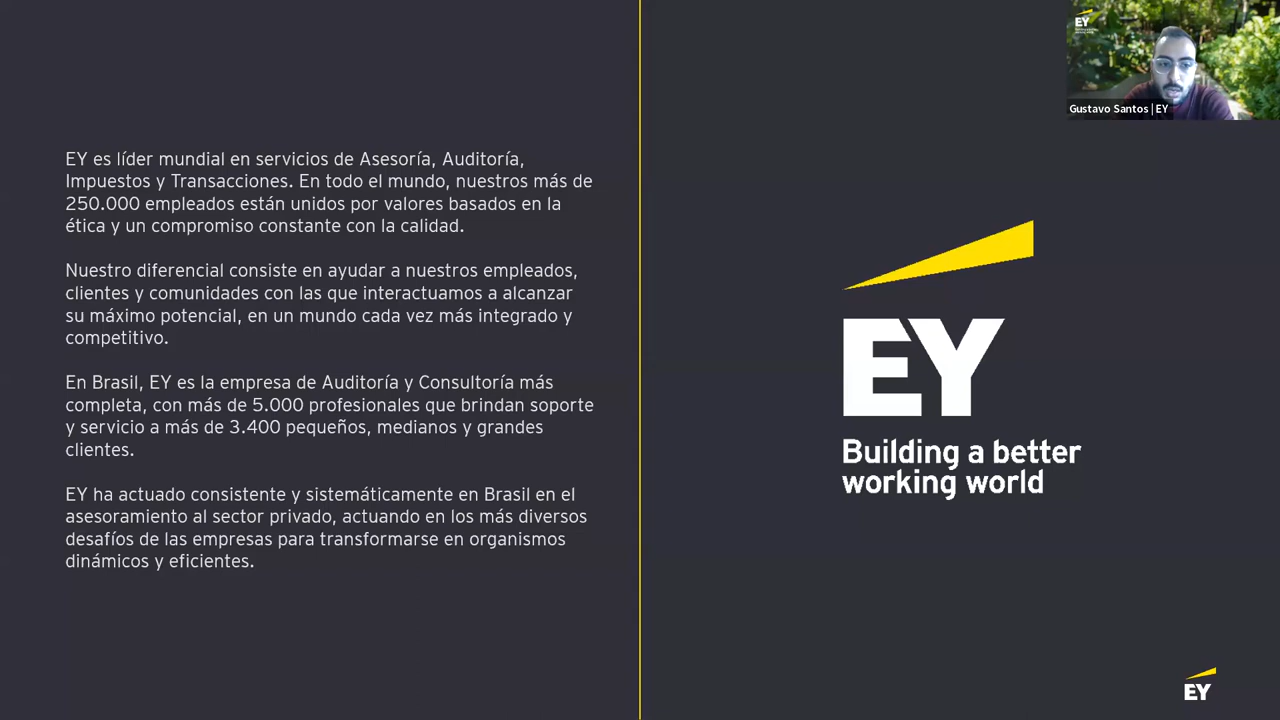 EY es líder mundial en servicios de Asesoría, Auditoría,
Impuestos y Transacciones. En todo el mundo, nuestros más de
250.000 empleados están unidos por valores basados en la
ética y un compromiso constante con la calidad.
Nuestro diferencial consiste en ayudar a nuestros empleados,
clientes y comunidades con las que interactuamos a alcanzar
su máximo potencial, en un mundo cada vez más integrado y
competitivo.
En Brasil, EY es la empresa de Auditoría y Consultoría más
completa, con más de 5.000 profesionales que brindan soporte
y servicio a más de 3.400 pequeños, medianos y grandes
clientes.
EY ha actuado consistente y sistemáticamente en Brasil en el
asesoramiento al sector privado, actuando en los más diversos
desafíos de las empresas para transformarse en organismos
dinámicos y eficientes.
EY
Building a better
working world
EY
Gustavo Santos | EY
EY